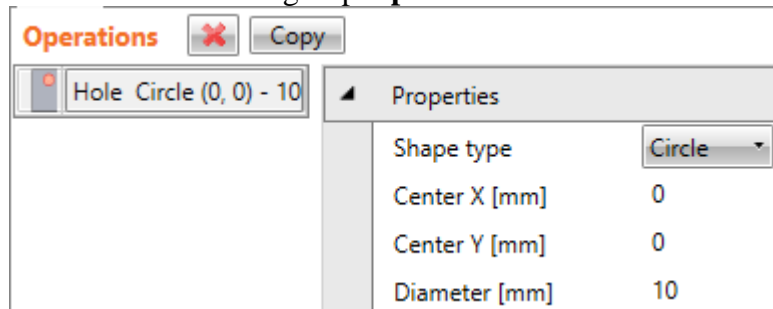 Operations Copy
Hole Circle (0, 0) - 10
Properties
Shape type Circle
Center X [mm] 0
Center Y [mm] 0
Diameter [mm] 10